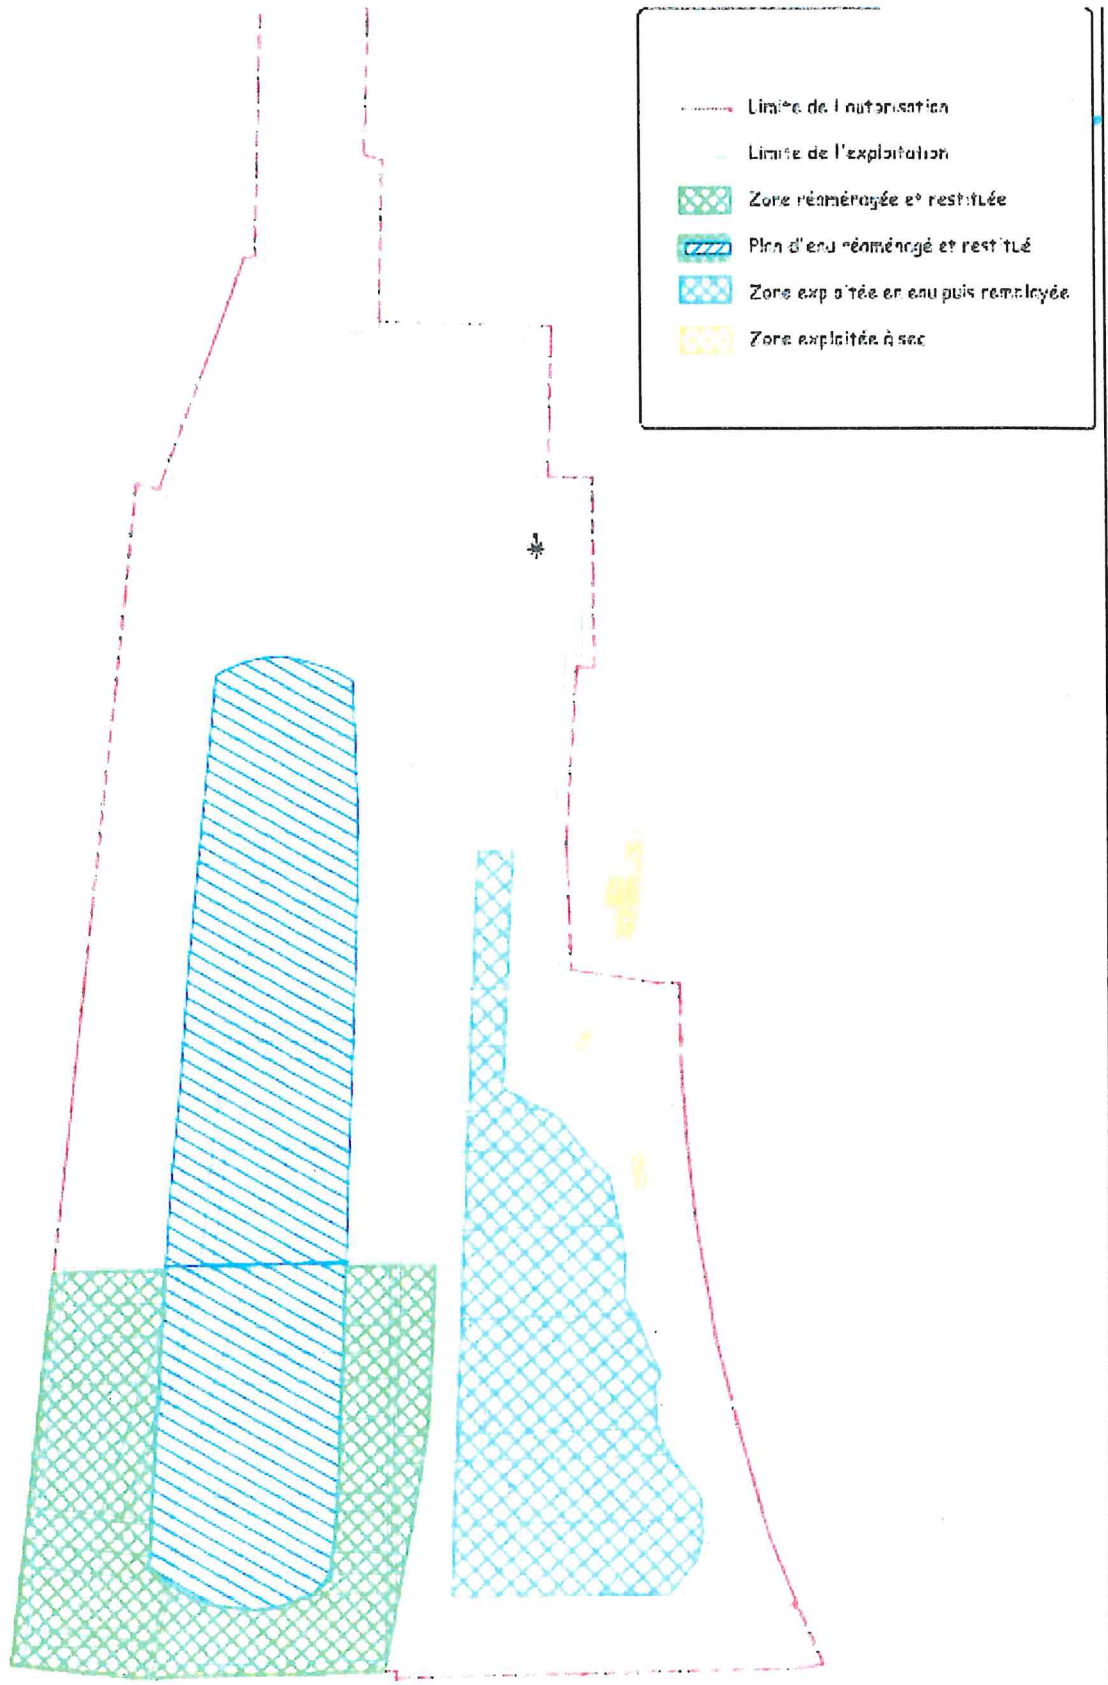 Limite de l'autorisation
Limite de l'exploitation
Zone réaménagée et restituée
Plan d'eau réaménagé et restitué
Zone exploitée en eau puis remblayée
Zone exploitée à sec